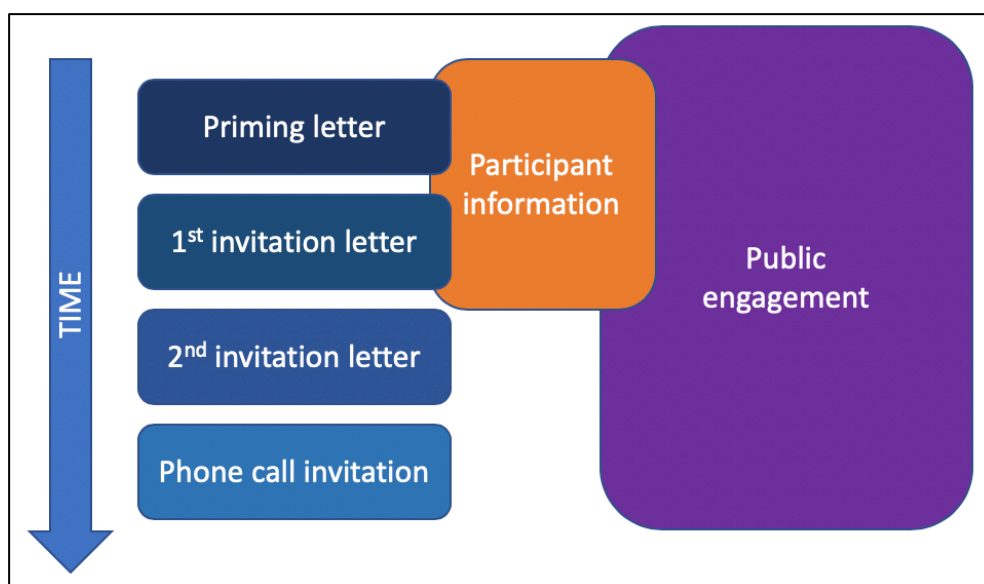 TIME
Priming letter
1st invitation letter
2nd invitation letter
Phone call invitation
Participant
information
Public
engagement